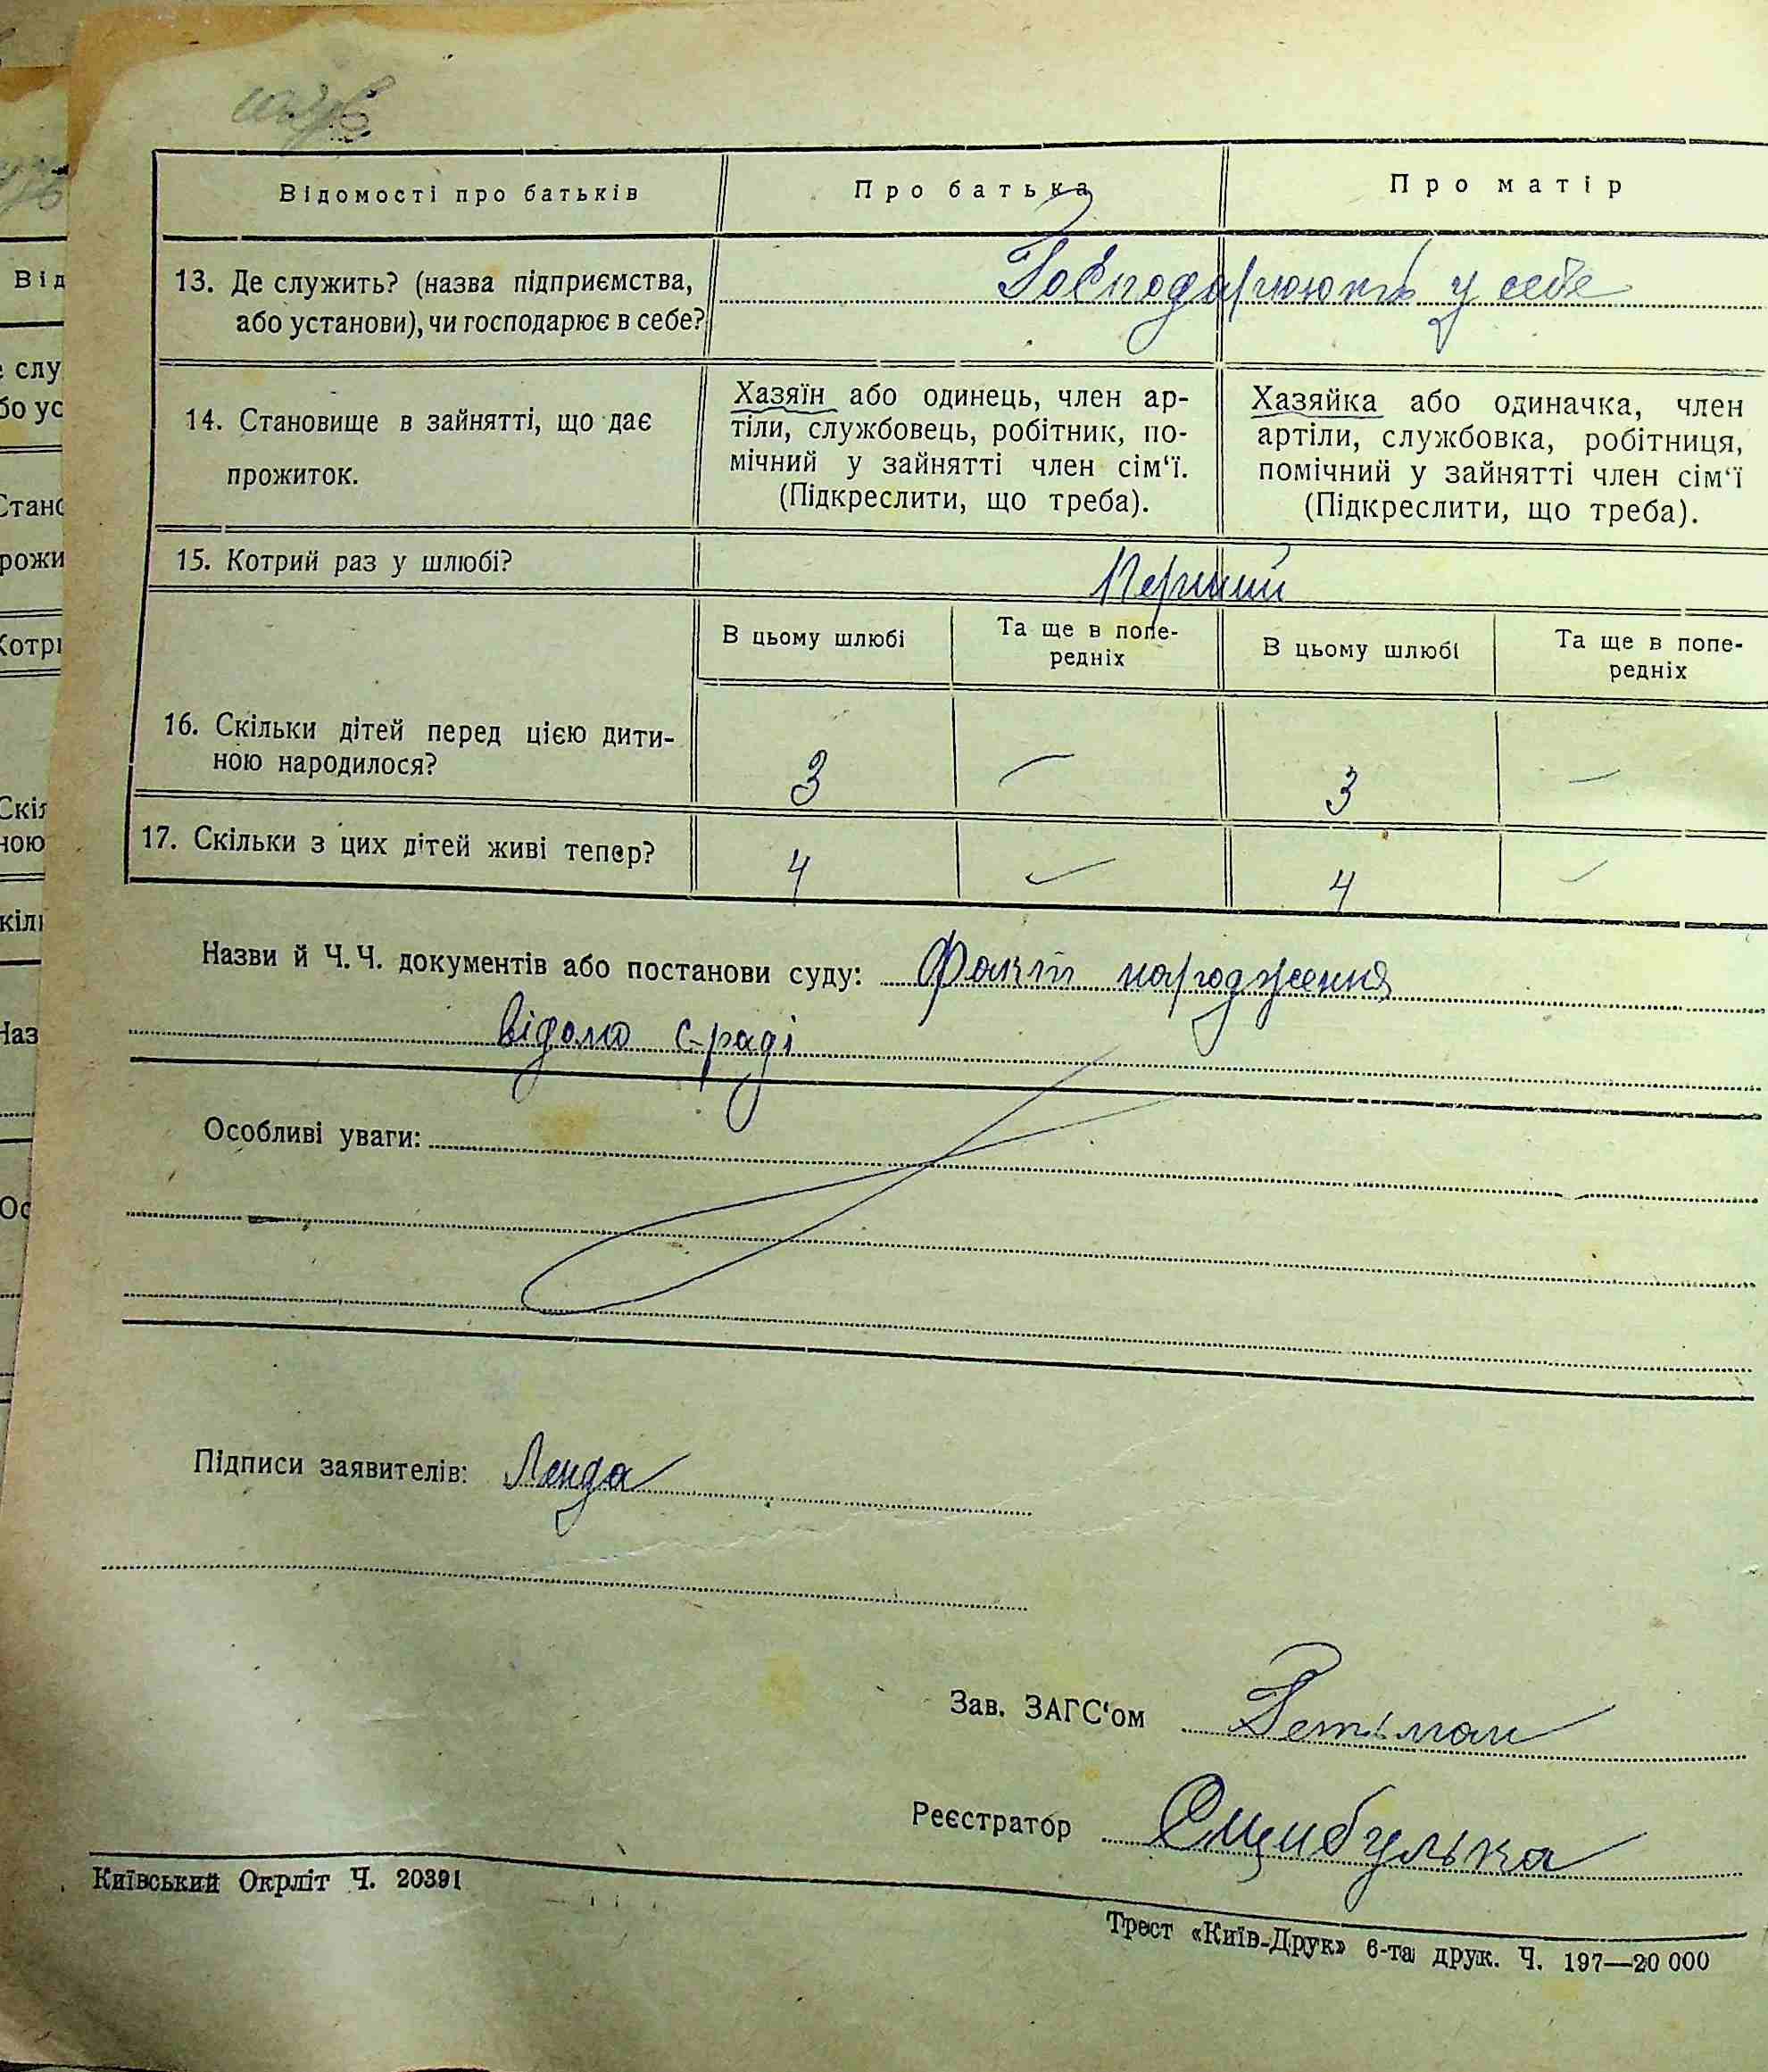 Відомості про батьків Про батька Про матір
13. Де служить? (назва підприємства, або установи), чи господарює в себе?
Господарюють у себе
14. Становище в зайнятті, що дає прожиток.
Хазяїн або одинець, член ар-
тіли, службовець, робітник, по-
мічний у зайнятті член сім‘ї.
(Підкреслити, що треба).
Хазяйка або одиначка, член
артіли, службовка, робітниця,
помічний у зайнятті член сім‘ї
(Підкреслити, що треба).
15. Котрий раз у шлюбі? Перший
В цьому шлюбі Та ще в попе-
редніх В цьому шлюбі Та ще в попе-
редніх
16. Скільки дітей перед цією дити-
ною народилося? 3 — 3 —
17. Скільки з цих дітей живі тепер? 4 — 4 —
Назви й Ч.Ч. документів або постанови суду: Факт народження
відомо с-раді
Особливі уваги:
Підписи заявителів: Ленда
Зав. ЗАГС‘ом Гетьман
Реєстратор Сцибулька
Київський Окрліт Ч. 20391
Трест «Київ-Друк» 6-та друк. Ч. 197—20 000